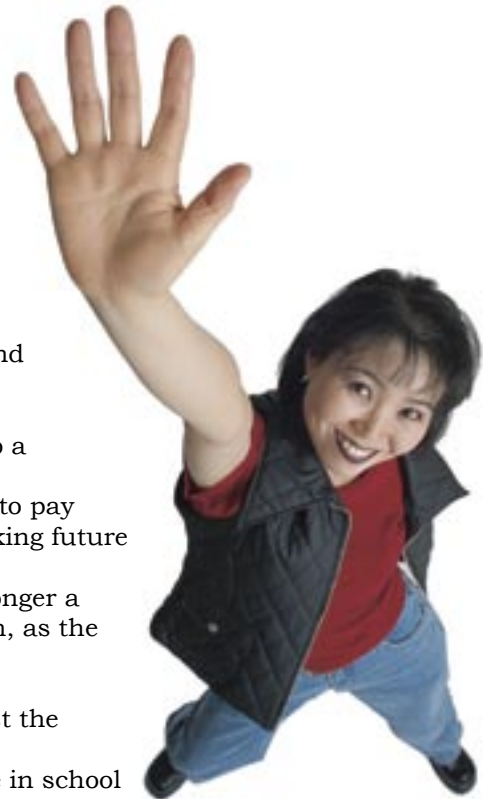 nd
a
to pay
king future
onger a
n, as the
t the
in school